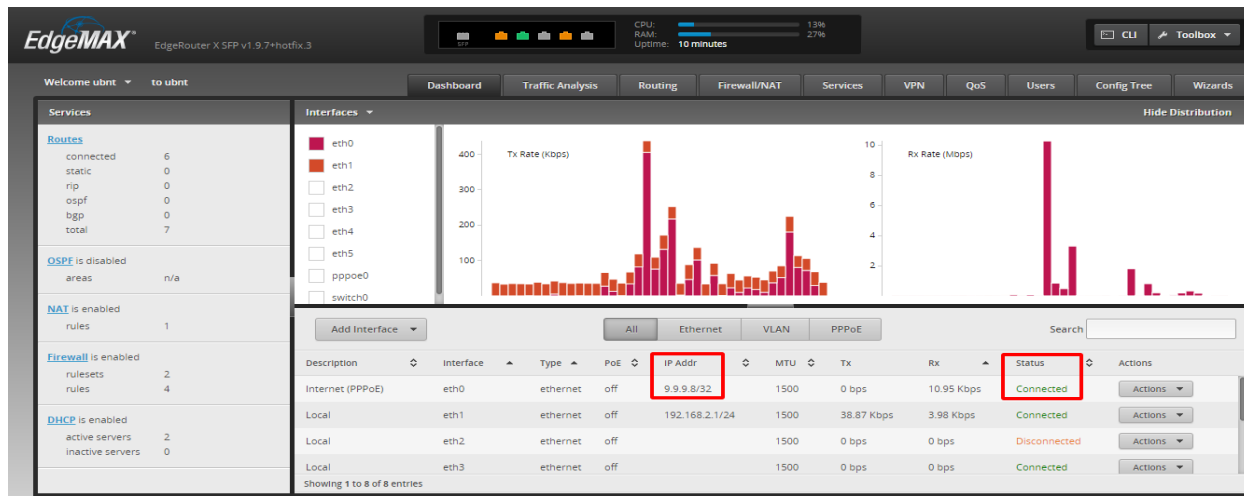 EdgeMAX® EdgeRouter X SFP v1.9.7+hotfix.3
SFP
CPU: 13%
RAM: 27%
Uptime: 10 minutes
CLI Toolbox
Welcome ubnt to ubnt
Dashboard Traffic Analysis Routing Firewall/NAT Services VPN QoS Users Config Tree Wizards
Services
Routes
connected 6
static 0
rip 0
ospf 0
bgp 0
total 7
OSPF is disabled
areas n/a
NAT is enabled
rules 1
Firewall is enabled
rulesets 2
rules 4
DHCP is enabled
active servers 2
inactive servers 0
Interfaces Hide Distribution
eth0
eth1
eth2
eth3
eth4
eth5
pppoe0
switch0
Tx Rate (Kbps)
400
300
200
100
Rx Rate (Mbps)
10
8
6
4
2
Add Interface All Ethernet VLAN PPPoE Search
Description Interface Type PoE IP Addr MTU Tx Rx Status Actions
Internet (PPPoE) eth0 ethernet off 9.9.9.8/32 1500 0 bps 10.95 Kbps Connected Actions
Local eth1 ethernet off 192.168.2.1/24 1500 38.87 Kbps 3.98 Kbps Connected Actions
Local eth2 ethernet off 1500 0 bps 0 bps Disconnected Actions
Local eth3 ethernet off 1500 0 bps 0 bps Connected Actions
Showing 1 to 8 of 8 entries